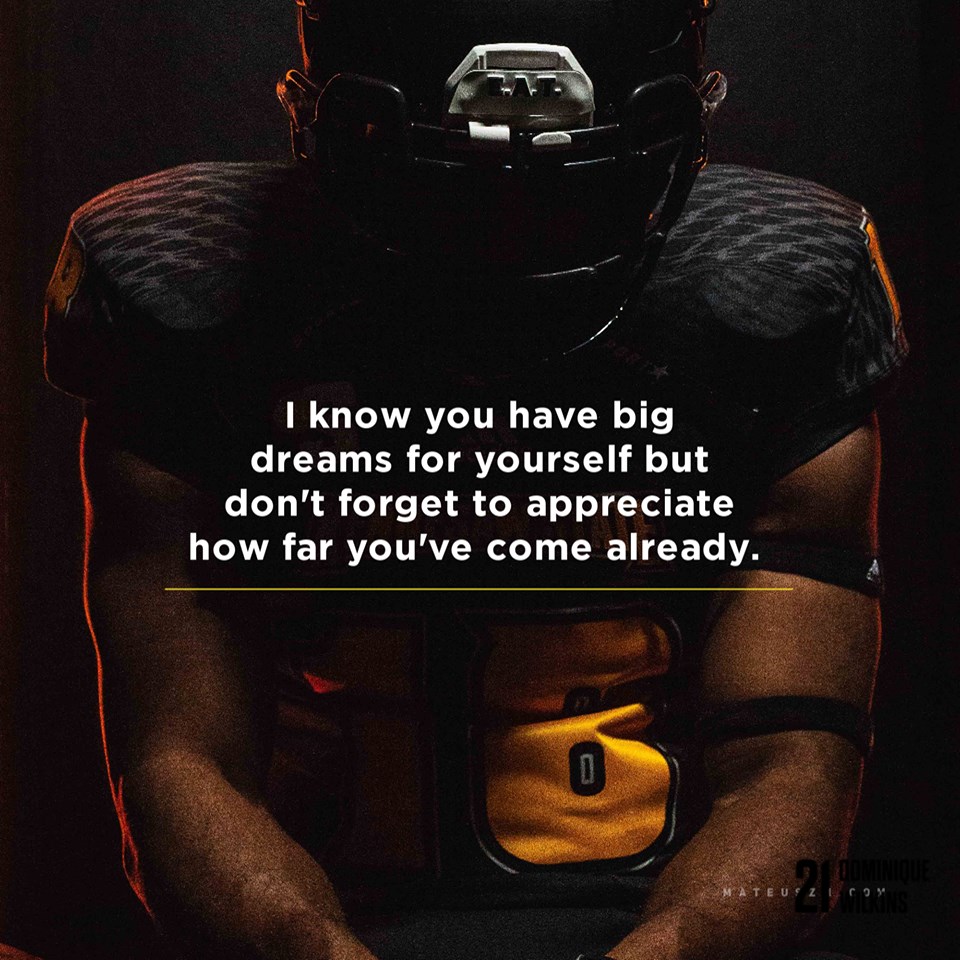 I know you have big
dreams for yourself but
don't forget to appreciate
how far you've come already.
21 DOMINIQUE
WILKINS